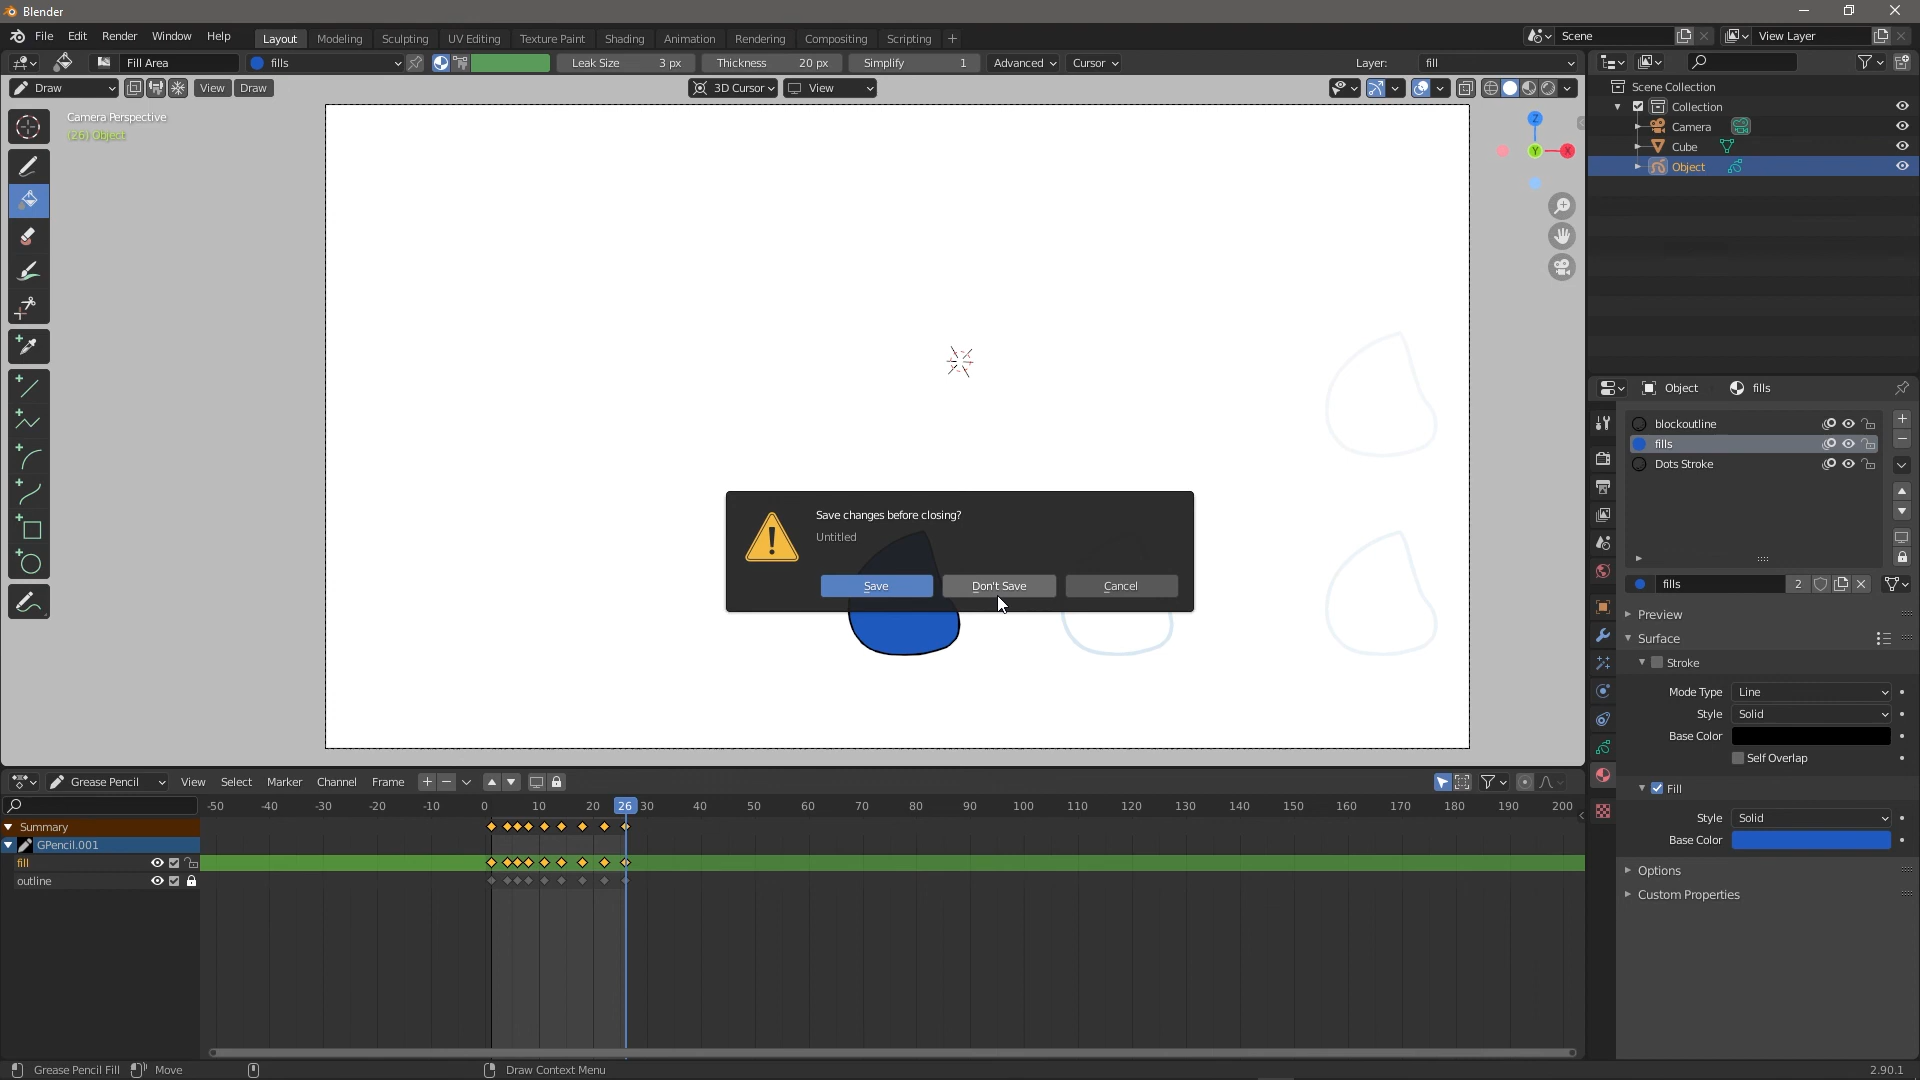 Blender
File Edit Render Window Help Layout Modeling Sculpting UV Editing Texture Paint Shading Animation Rendering Compositing Scripting + Scene View Layer
Fill Area fills Leak Size 3 px Thickness 20 px Simplify 1 Advanced Cursor Layer: fill
Draw View Draw 3D Cursor View
Camera Perspective
(26) Object
Z
Y X
Scene Collection
Collection
Camera
Cube
Object
Object fills
blockoutline
fills
Dots Stroke
fills 2
Preview
Surface
Stroke
Mode Type Line
Style Solid
Base Color
Self Overlap
Fill
Style Solid
Base Color
Options
Custom Properties
Save changes before closing?
Untitled
Save Don't Save Cancel
Grease Pencil View Select Marker Channel Frame
-50 -40 -30 -20 -10 0 10 20 26 30 40 50 60 70 80 90 100 110 120 130 140 150 160 170 180 190 200
Summary
GPencil.001
fill
outline
Grease Pencil Fill Move Draw Context Menu 2.90.1